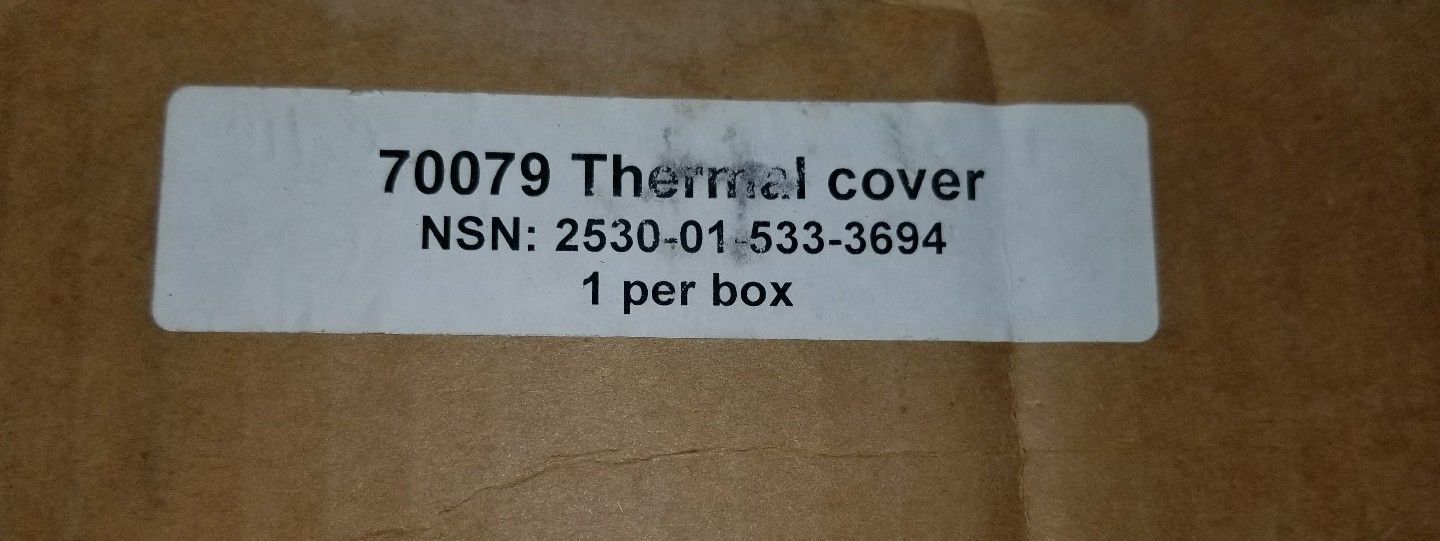 70079 Thermal cover
NSN: 2530-01-533-3694
1 per box